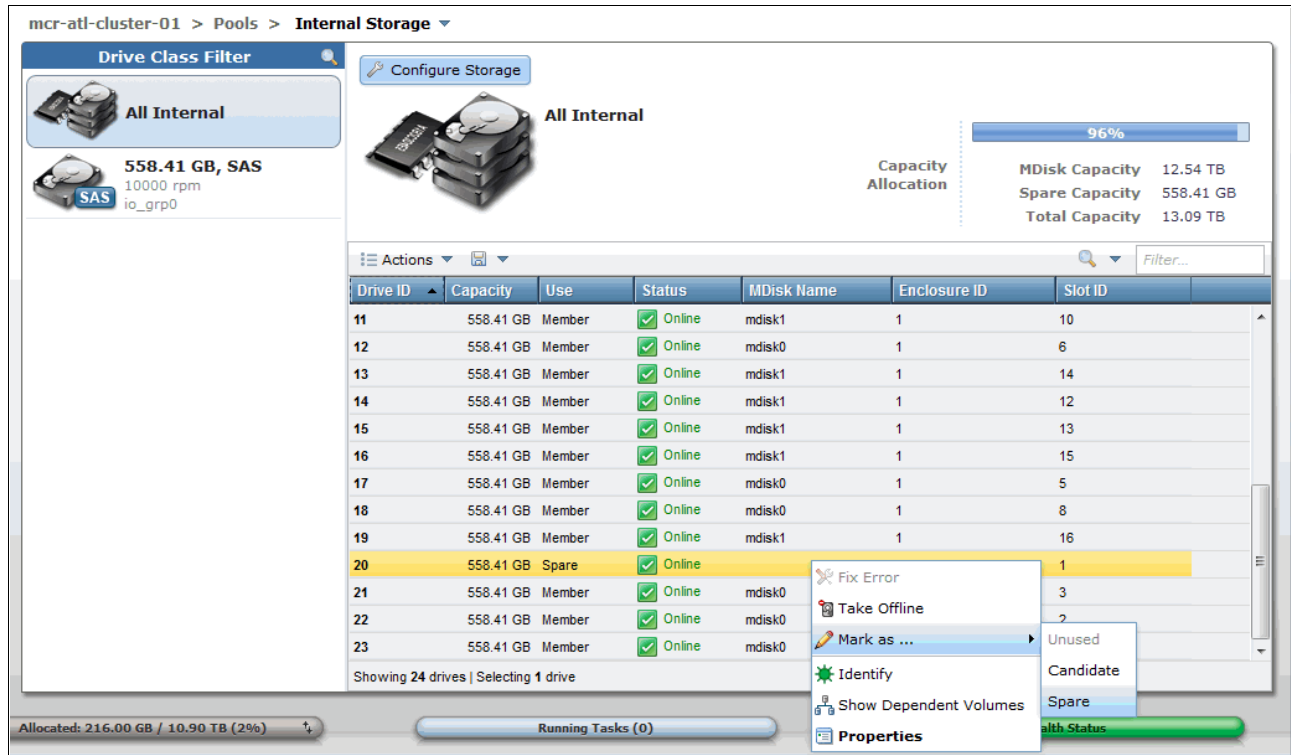 mcr-atl-cluster-01 > Pools > Internal Storage
Drive Class Filter
All Internal
558.41 GB, SAS
10000 rpm
io_grp0
SAS
Configure Storage
All Internal
Capacity Allocation
96%
MDisk Capacity 12.54 TB
Spare Capacity 558.41 GB
Total Capacity 13.09 TB
Actions
Filter...
Drive ID Capacity Use Status MDisk Name Enclosure ID Slot ID
11 558.41 GB Member Online mdisk1 1 10
12 558.41 GB Member Online mdisk0 1 6
13 558.41 GB Member Online mdisk1 1 14
14 558.41 GB Member Online mdisk1 1 12
15 558.41 GB Member Online mdisk1 1 13
16 558.41 GB Member Online mdisk1 1 15
17 558.41 GB Member Online mdisk0 1 5
18 558.41 GB Member Online mdisk0 1 8
19 558.41 GB Member Online mdisk1 1 16
20 558.41 GB Spare Online 1
21 558.41 GB Member Online mdisk0 3
22 558.41 GB Member Online mdisk0 2
23 558.41 GB Member Online mdisk0
Fix Error
Take Offline
Mark as ...
Identify
Show Dependent Volumes
Properties
Unused
Candidate
Spare
Showing 24 drives | Selecting 1 drive
Allocated: 216.00 GB / 10.90 TB (2%)
Running Tasks (0)
alth Status